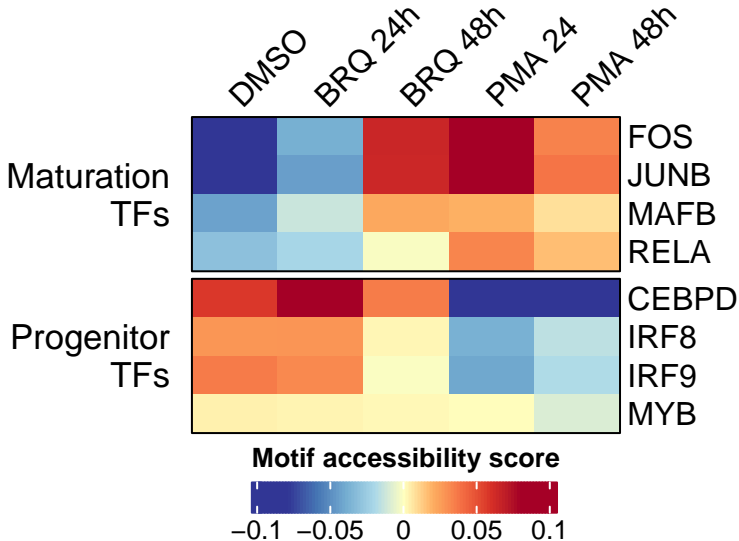 DMSO
BRQ 24h
BRQ 48h
PMA 24
PMA 48h
Maturation
TFs
FOS
JUNB
MAFB
RELA
Progenitor
TFs
CEBPD
IRF8
IRF9
MYB
Motif accessibility score
−0.1 −0.05 0 0.05 0.1